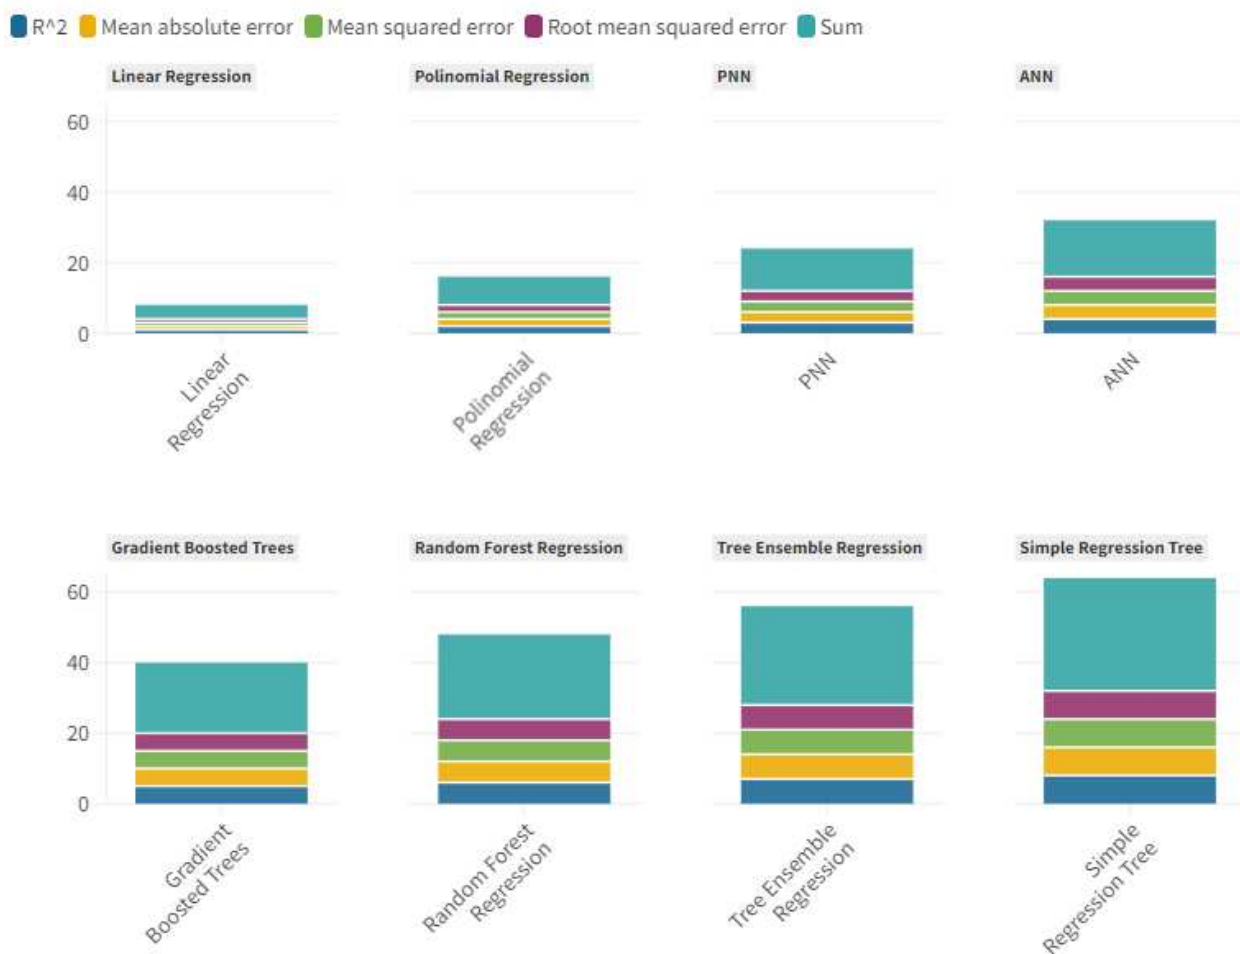 R^2 Mean absolute error Mean squared error Root mean squared error Sum
Linear Regression Polinomial Regression PNN ANN
60
40
20
0
Linear
Regression
Polinomial
Regression
PNN
ANN
Gradient Boosted Trees Random Forest Regression Tree Ensemble Regression Simple Regression Tree
60
40
20
0
Gradient
Boosted Trees
Random Forest
Regression
Tree Ensemble
Regression
Simple
Regression Tree